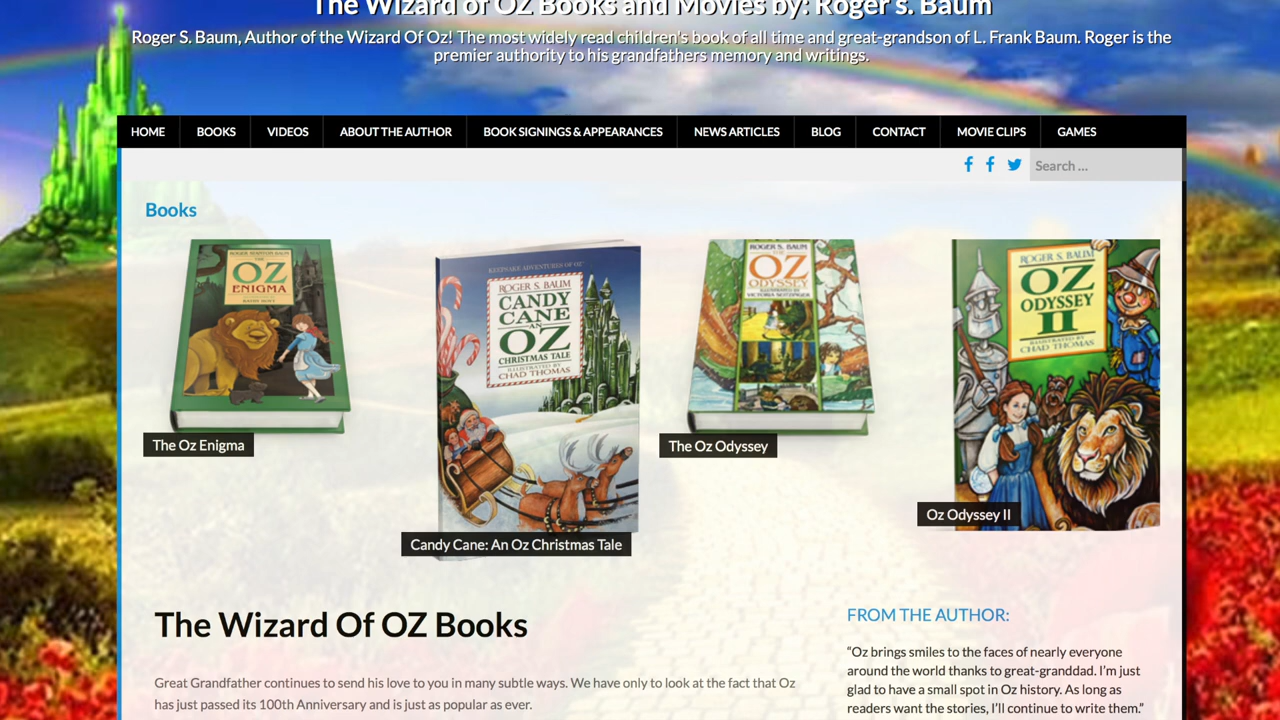 The Wizard of OZ Books and Movies by: Roger s. Baum
Roger S. Baum, Author of the Wizard Of Oz! The most widely read children's book of all time and great-grandson of L. Frank Baum. Roger is the
premier authority to his grandfathers memory and writings.
HOME BOOKS VIDEOS ABOUT THE AUTHOR BOOK SIGNINGS & APPEARANCES NEWS ARTICLES BLOG CONTACT MOVIE CLIPS GAMES
Search ...
Books
THE
OZ
ENIGMA
The Oz Enigma
KEEPSAKE ADVENTURES OF OZ
ROGER S. BAUM
CANDY
CANE
AN
OZ
CHRISTMAS TALE
ILLUSTRATED BY
CHAD THOMAS
Candy Cane: An Oz Christmas Tale
ROGER S. BAUM
OZ
ODYSSEY
ILLUSTRATED BY
VICTORIA SEITZINGER
The Oz Odyssey
ROGER S. BAUM
OZ
ODYSSEY
II
ILLUSTRATED BY
CHAD THOMAS
Oz Odyssey II
The Wizard Of OZ Books
Great Grandfather continues to send his love to you in many subtle ways. We have only to look at the fact that Oz
has just passed its 100th Anniversary and is just as popular as ever.
FROM THE AUTHOR:
“Oz brings smiles to the faces of nearly everyone
around the world thanks to great-granddad. I’m just
glad to have a small spot in Oz history. As long as
readers want the stories, I’ll continue to write them.”